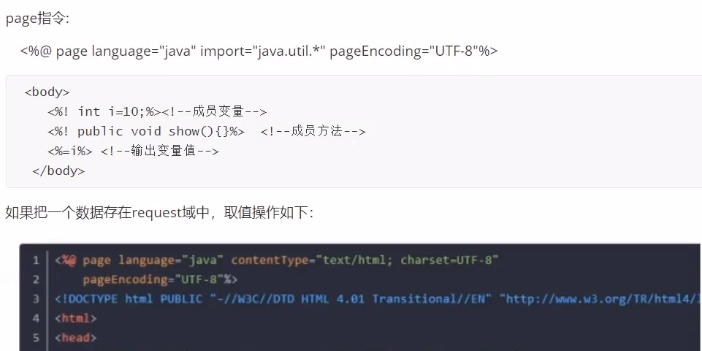 page指令:
<%@ page language="java" import="java.util.*" pageEncoding="UTF-8"%>
<body>
<%! int i=10;%><!--成员变量-->
<%! public void show(){}%> <!--成员方法-->
<%=i%> <!--输出变量值-->
</body>
如果把一个数据存在request域中，取值操作如下：
1 <%@ page language="java" contentType="text/html; charset=UTF-8"
2 pageEncoding="UTF-8"%>
3 <!DOCTYPE html PUBLIC "-//W3C//DTD HTML 4.01 Transitional//EN" "http://www.w3.org/TR/html4/
4 <html>
5 <head>